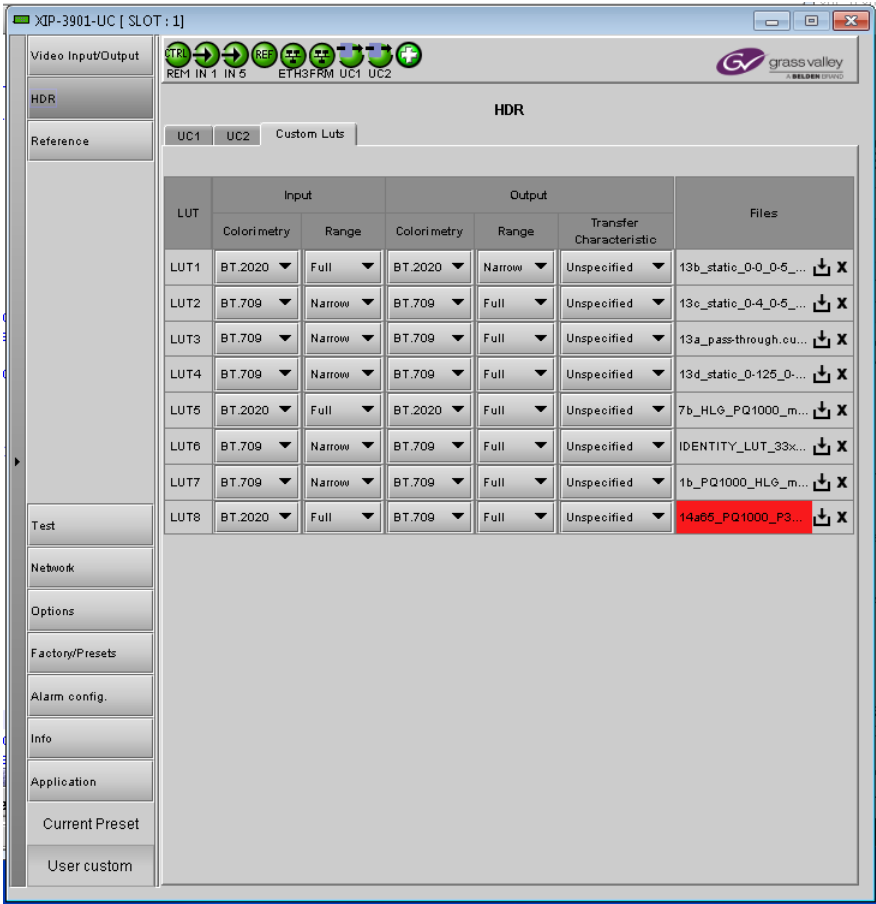 XIP-3901-UC [ SLOT : 1]
Video Input/Output
HDR
Reference
Test
Network
Options
Factory/Presets
Alarm config.
Info
Application
Current Preset
User custom
CTRL REF
REM IN 1 IN 5 ETH3FRM UC1 UC2
GV grass valley
A BELDEN BRAND
HDR
UC1 UC2 Custom Luts
LUT Input Output Files
Colorimetry Range Colorimetry Range Transfer Characteristic
LUT1 BT.2020 Full BT.2020 Narrow Unspecified 13b_static_0-0_0-5_...
LUT2 BT.709 Narrow BT.709 Full Unspecified 13c_static_0-4_0-5_...
LUT3 BT.709 Narrow BT.709 Full Unspecified 13a_pass-through.cu...
LUT4 BT.709 Narrow BT.709 Full Unspecified 13d_static_0-125_0-...
LUT5 BT.2020 Full BT.2020 Full Unspecified 7b_HLG_PQ1000_m...
LUT6 BT.709 Narrow BT.709 Full Unspecified IDENTITY_LUT_33x...
LUT7 BT.709 Narrow BT.709 Full Unspecified 1b_PQ1000_HLG_m...
LUT8 BT.2020 Full BT.709 Full Unspecified 14a65_PQ1000_P3...